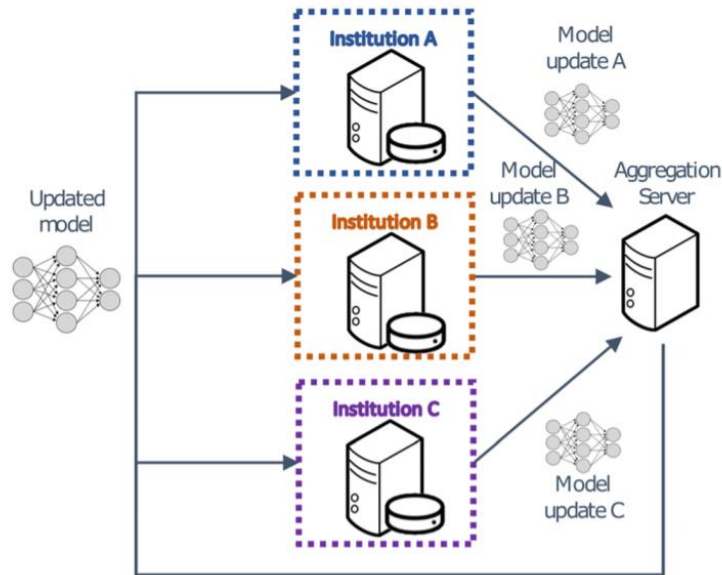 Institution A
Model
update A
Updated
model
Institution B
Model
update B
Aggregation
Server
Institution C
Model
update C